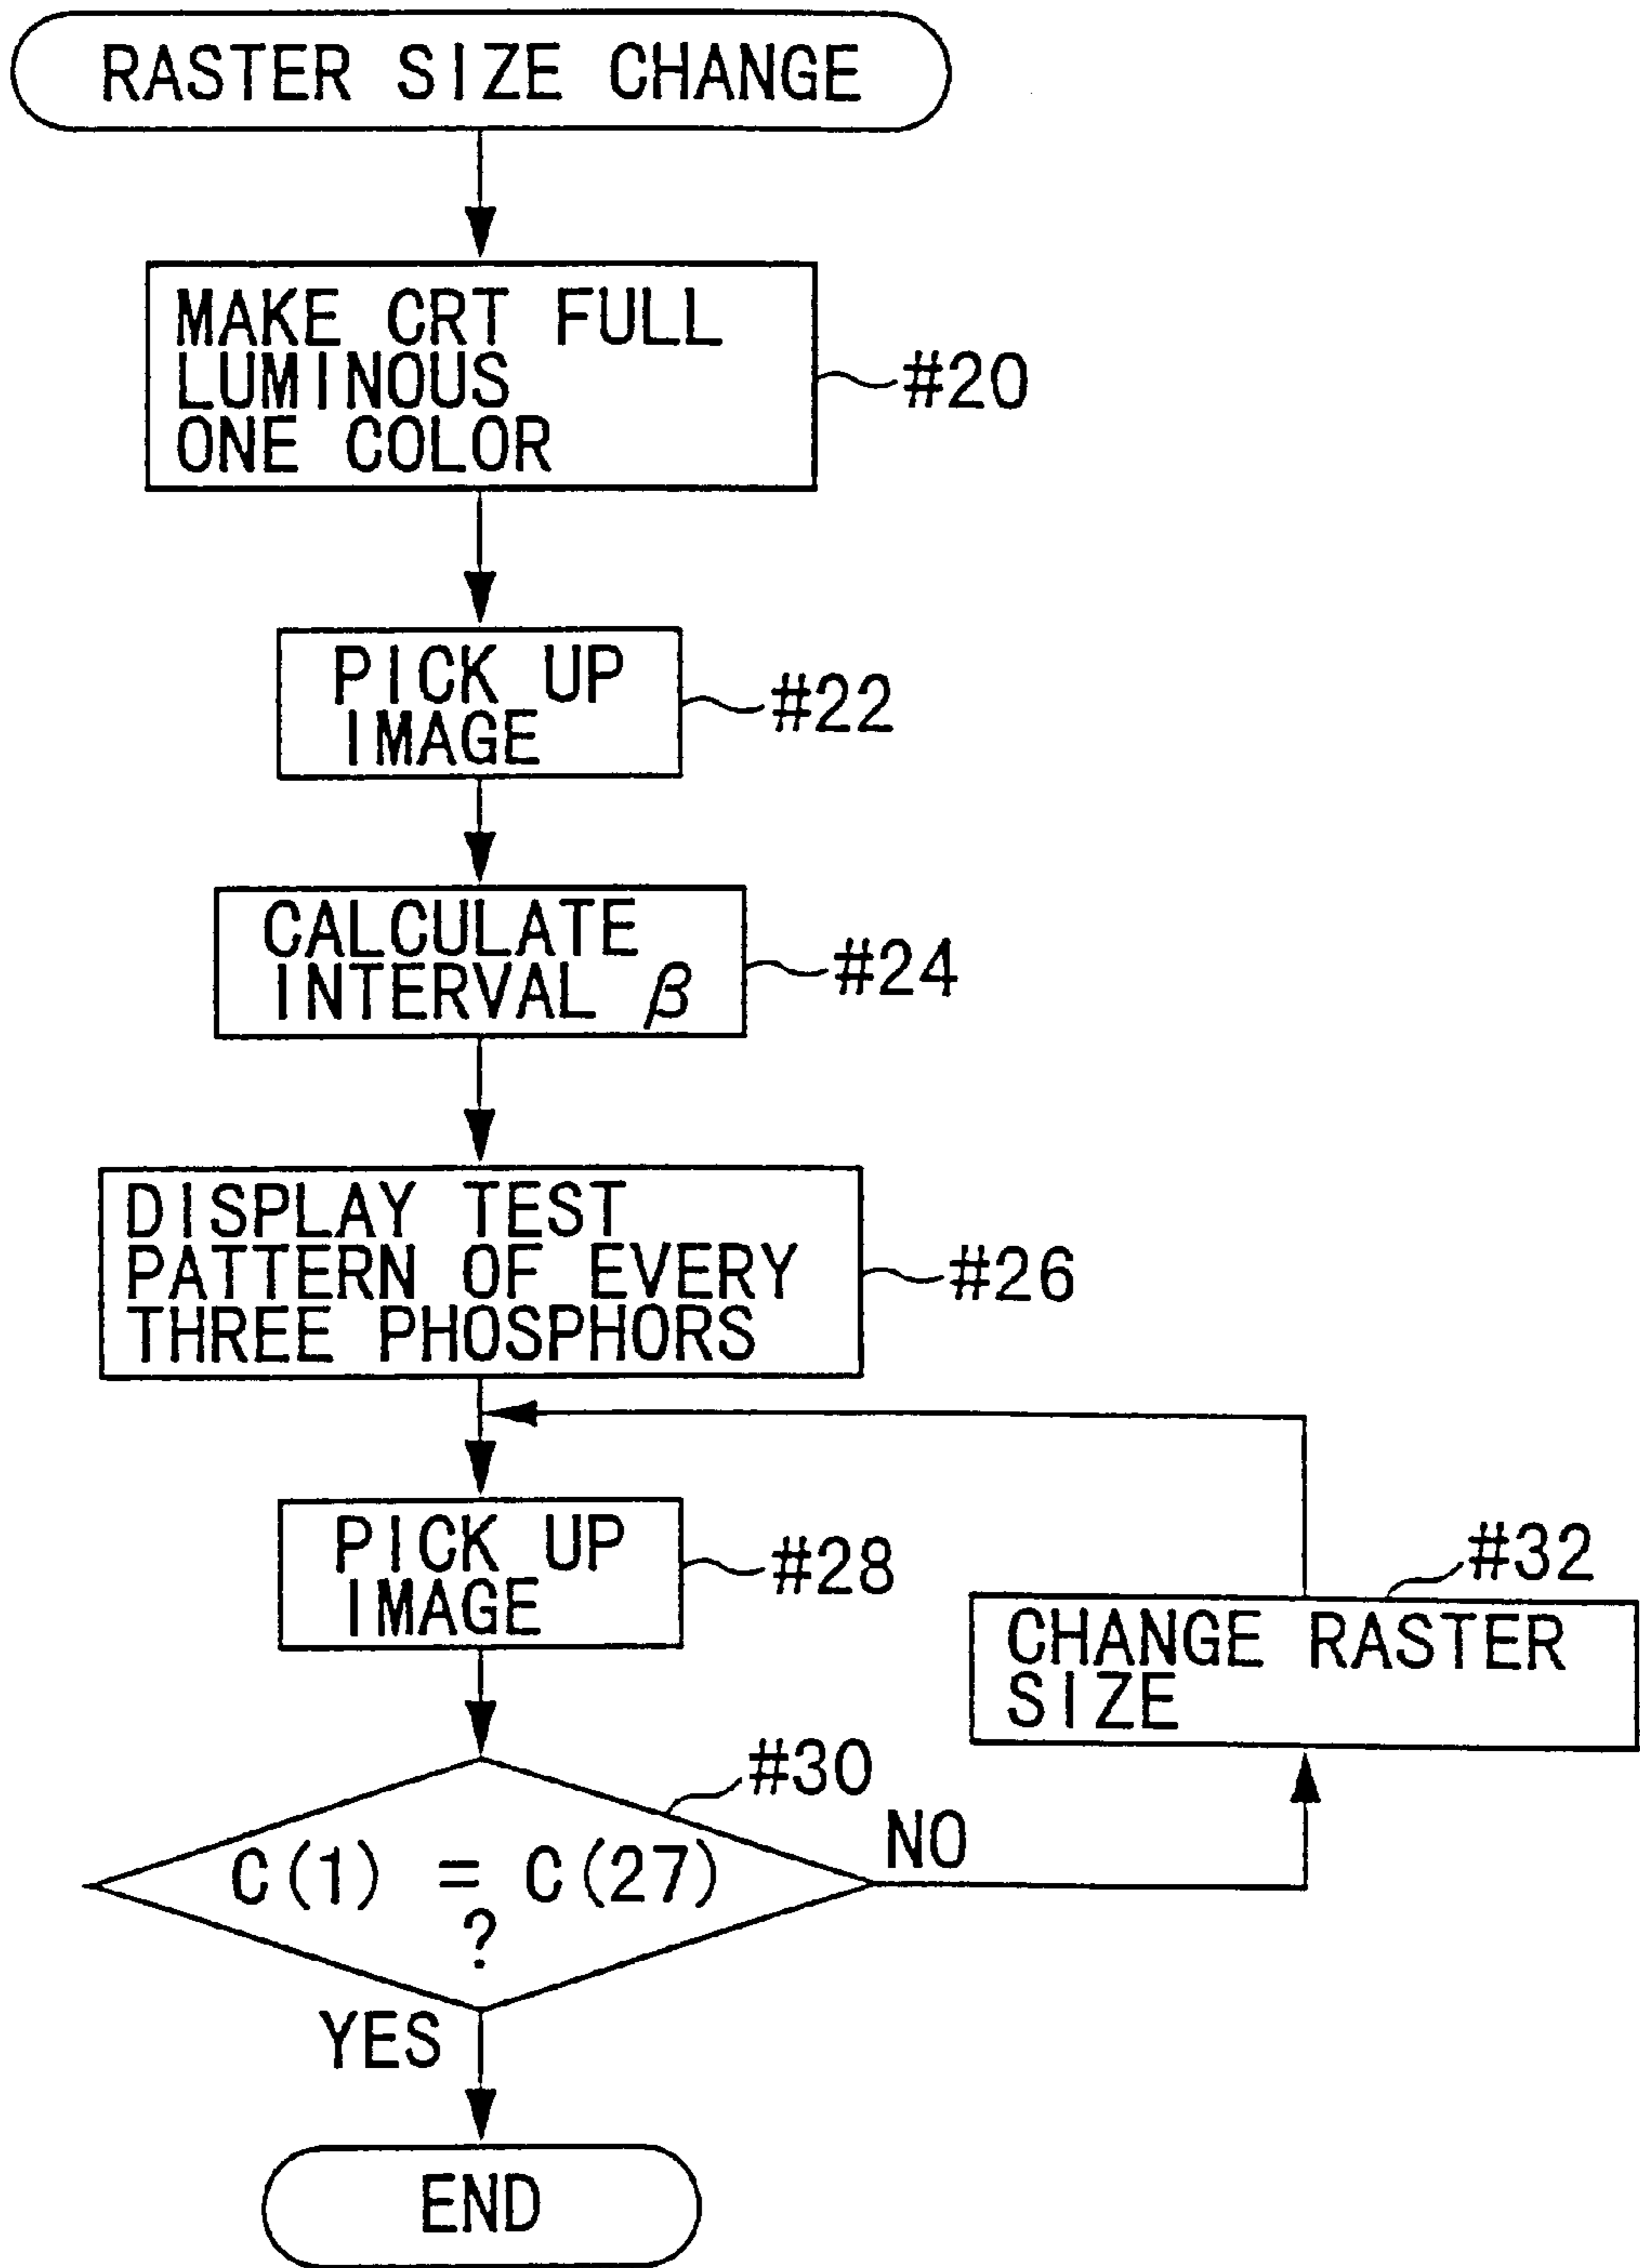 RASTER SIZE CHANGE
MAKE CRT FULL
LUMINOUS
ONE COLOR
#20
PICK UP
IMAGE
#22
CALCULATE
INTERVAL β
#24
DISPLAY TEST
PATTERN OF EVERY
THREE PHOSPHORS
#26
PICK UP
IMAGE
#28
#32
CHANGE RASTER
SIZE
#30
C(1) = C(27)
?
NO
YES
END